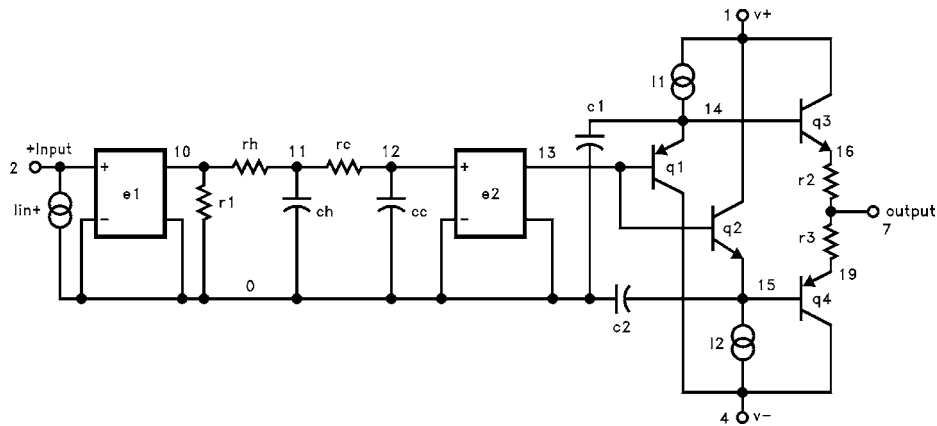 1 v+
I1
c1
14
q3
+Input
2
10
rh
11
rc
12
13
q1
16
r2
e1
r1
ch
cc
e2
Iin+
q2
output
7
r3
19
0
15
q4
c2
I2
4 v-
+
−
+
−